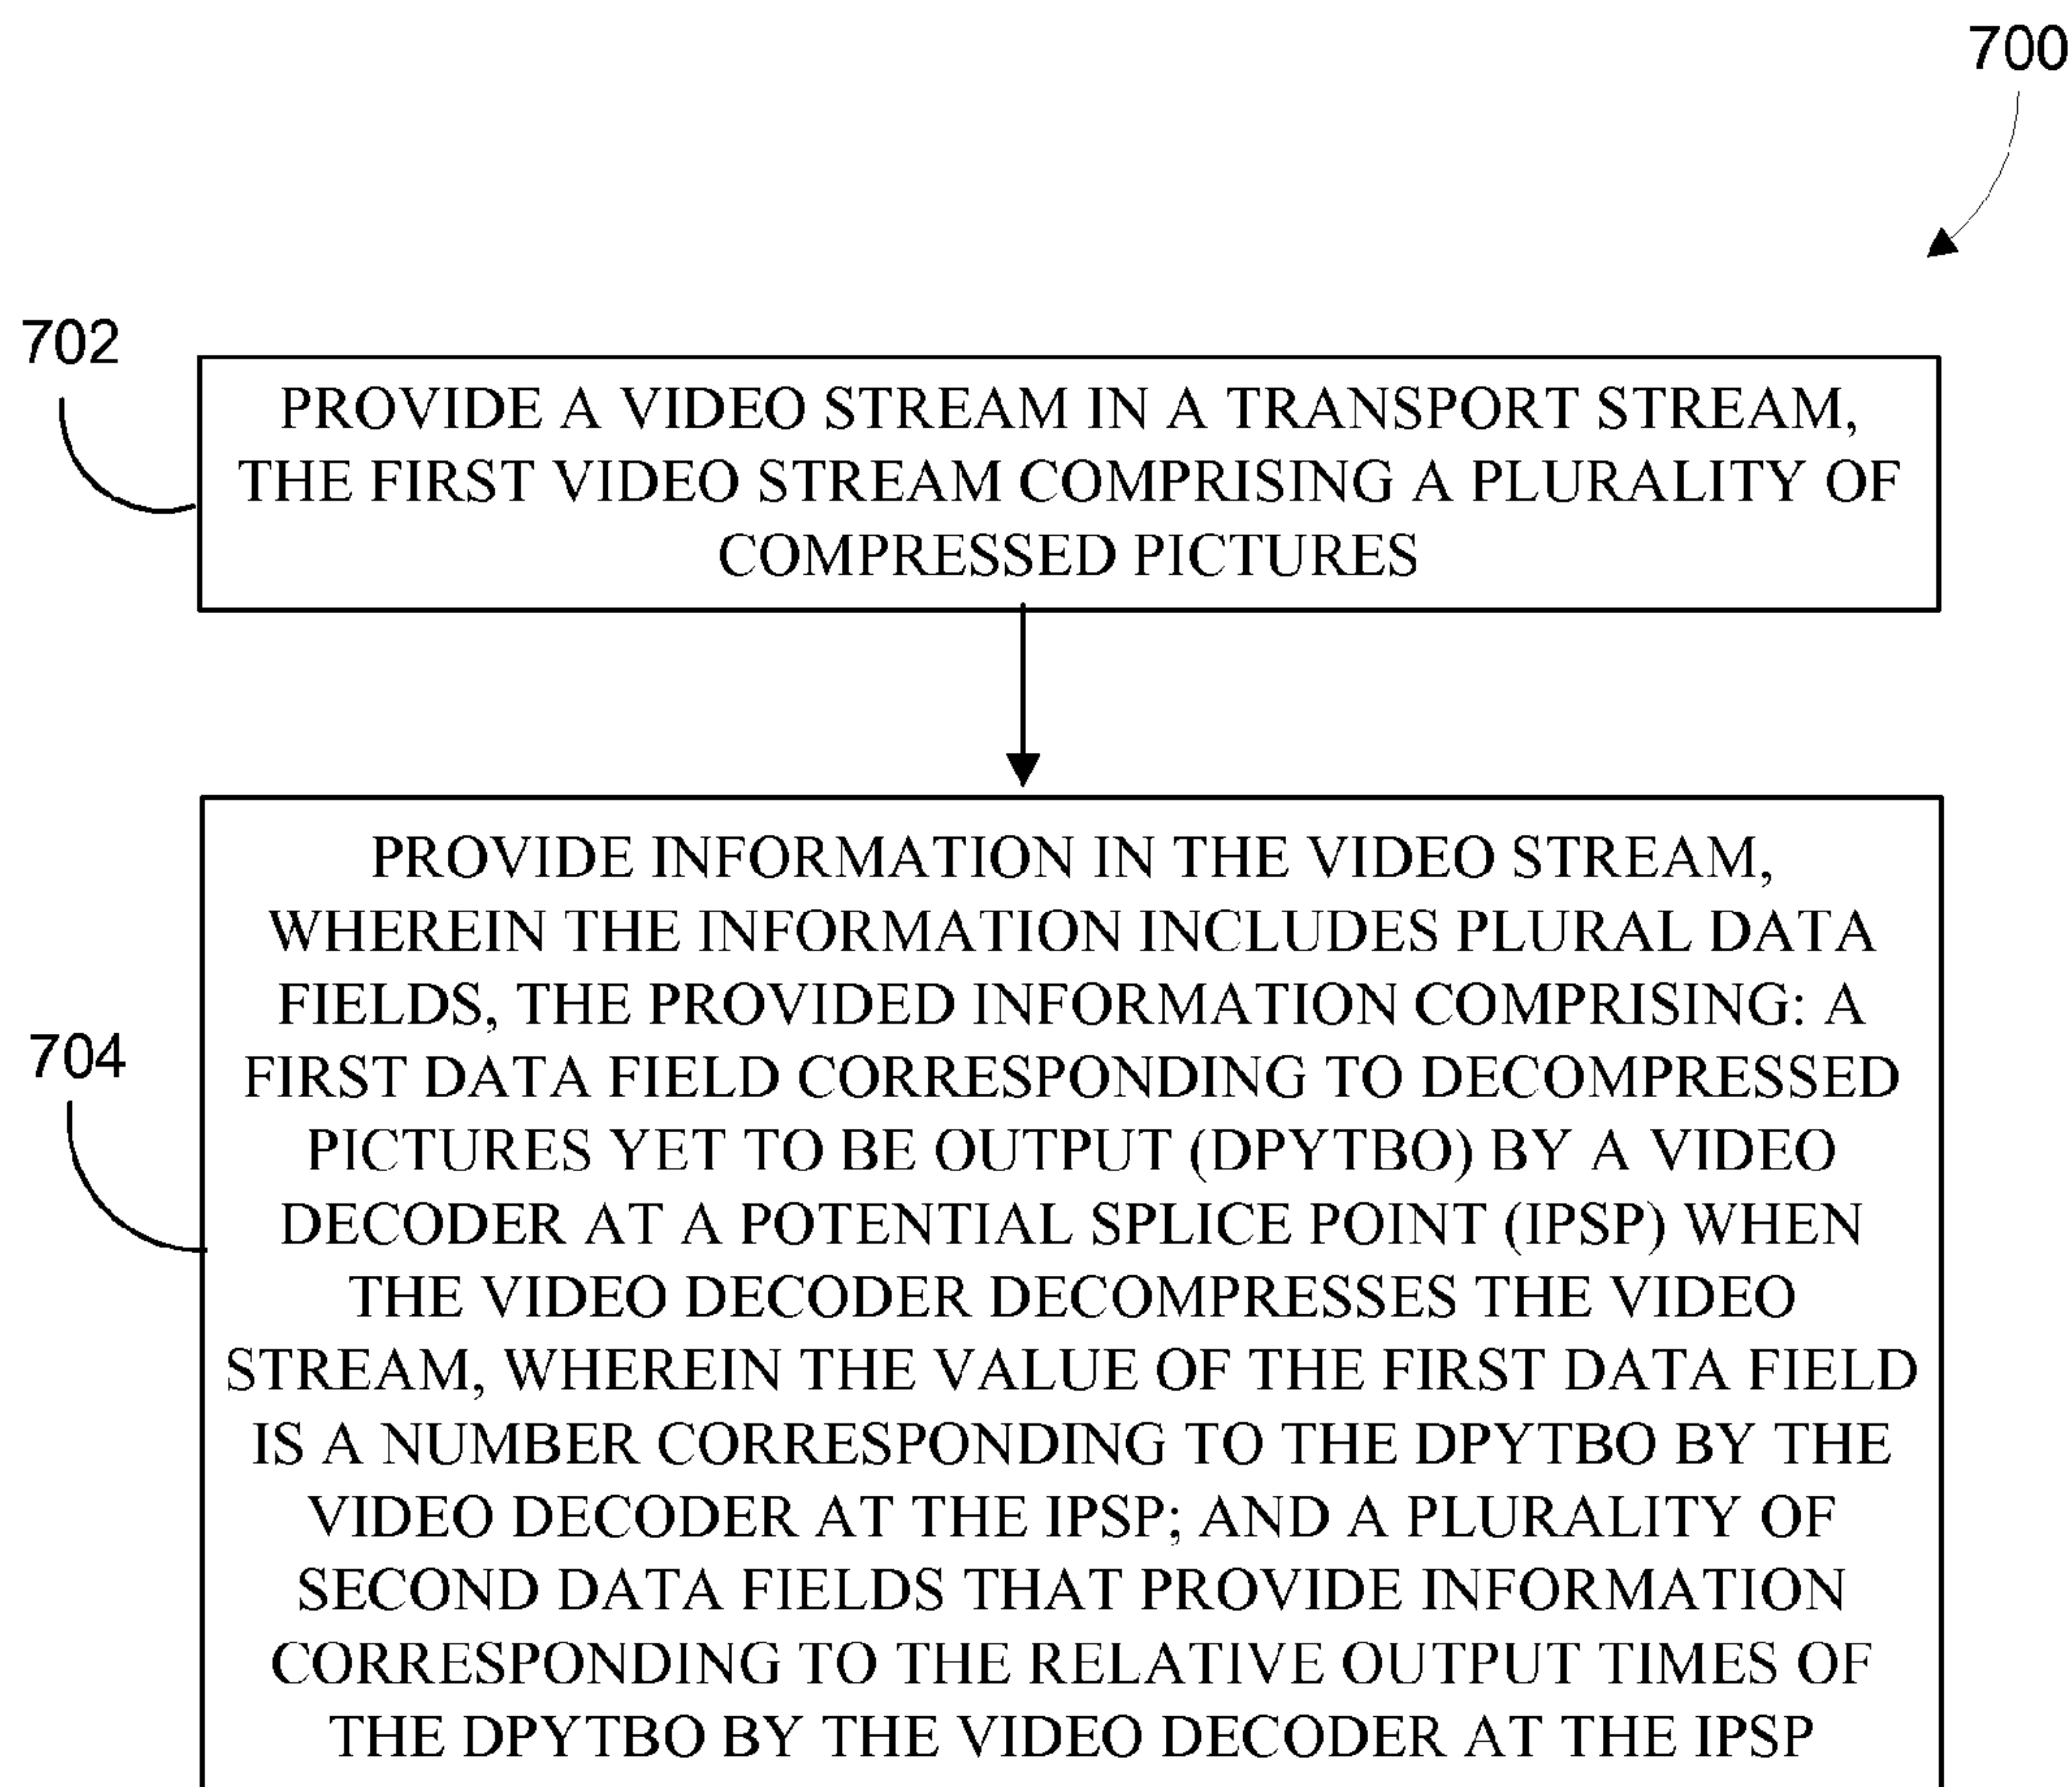 700
702
PROVIDE A VIDEO STREAM IN A TRANSPORT STREAM,
THE FIRST VIDEO STREAM COMPRISING A PLURALITY OF
COMPRESSED PICTURES
704
PROVIDE INFORMATION IN THE VIDEO STREAM,
WHEREIN THE INFORMATION INCLUDES PLURAL DATA
FIELDS, THE PROVIDED INFORMATION COMPRISING: A
FIRST DATA FIELD CORRESPONDING TO DECOMPRESSED
PICTURES YET TO BE OUTPUT (DPYTBO) BY A VIDEO
DECODER AT A POTENTIAL SPLICE POINT (IPSP) WHEN
THE VIDEO DECODER DECOMPRESSES THE VIDEO
STREAM, WHEREIN THE VALUE OF THE FIRST DATA FIELD
IS A NUMBER CORRESPONDING TO THE DPYTBO BY THE
VIDEO DECODER AT THE IPSP; AND A PLURALITY OF
SECOND DATA FIELDS THAT PROVIDE INFORMATION
CORRESPONDING TO THE RELATIVE OUTPUT TIMES OF
THE DPYTBO BY THE VIDEO DECODER AT THE IPSP